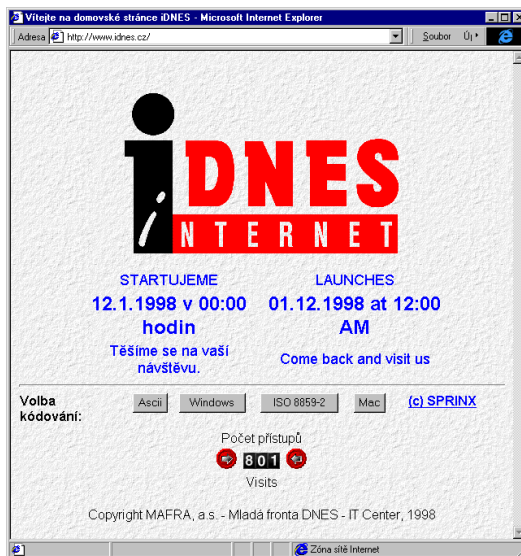 Vítejte na domovské stránce iDNES - Microsoft Internet Explorer
Adresa http://www.idnes.cz/ Soubor Új
iDNES
iNTERNET
STARTUJEME
12.1.1998 v 00:00
hodin
Těšíme se na vaší
návštěvu.
LAUNCHES
01.12.1998 at 12:00
AM
Come back and visit us
Volba
kódování:
Ascii Windows ISO 8859-2 Mac (c) SPRINX
Počet přístupů
801
Visits
Copyright MAFRA, a.s. - Mladá fronta DNES - IT Center, 1998
Zóna sítě Internet